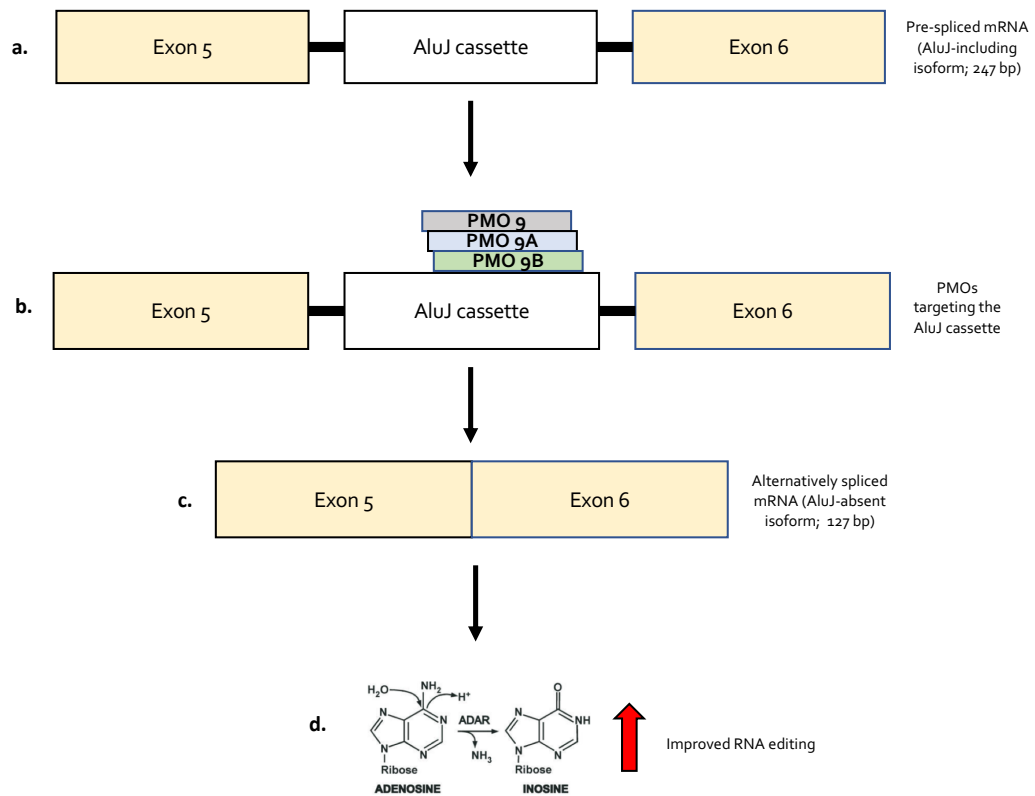 a.
Exon 5
AluJ cassette
Exon 6
Pre-spliced mRNA
(AluJ-including
isoform; 247 bp)
PMO 9
PMO 9A
PMO 9B
b.
Exon 5
AluJ cassette
Exon 6
PMOs
targeting the
AluJ cassette
c.
Exon 5
Exon 6
Alternatively spliced
mRNA (AluJ-absent
isoform; 127 bp)
d.
H₂O
NH₂
H⁺
N
N
N
N
Ribose
ADENOSINE
ADAR
NH₃
O
N
NH
N
N
Ribose
INOSINE
Improved RNA editing